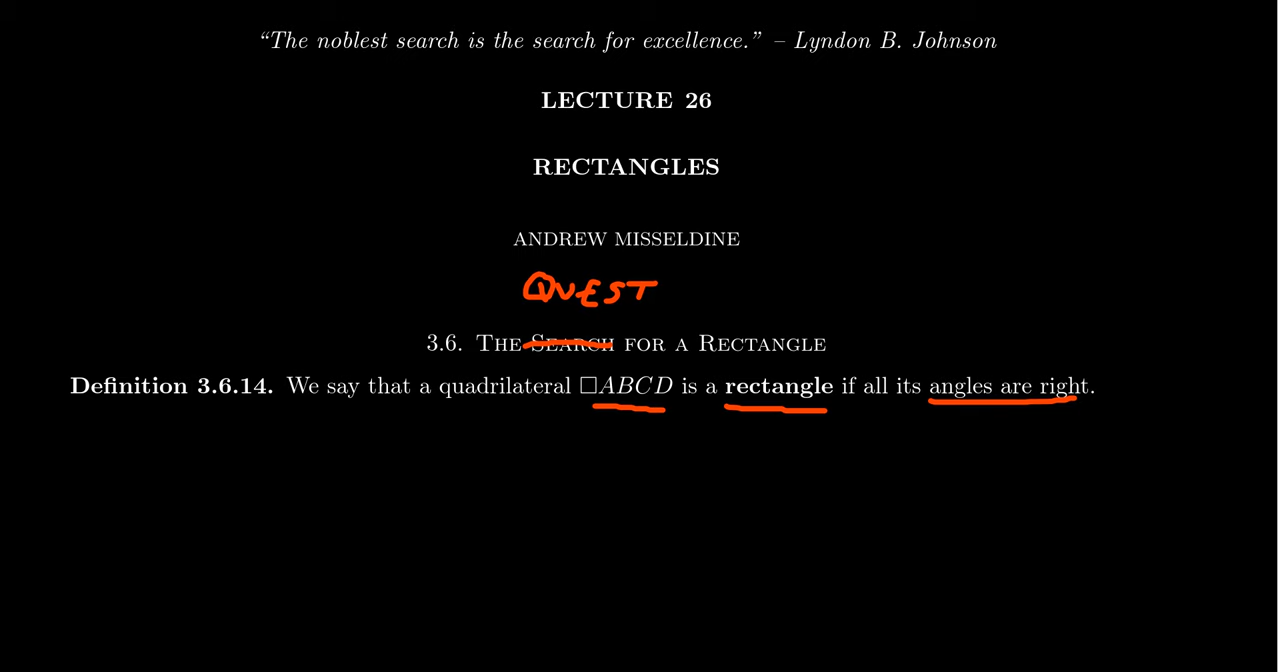 “The noblest search is the search for excellence.” – Lyndon B. Johnson
LECTURE 26
RECTANGLES
ANDREW MISSELDINE
QUEST
3.6. The Search for a Rectangle
Definition 3.6.14. We say that a quadrilateral □ABCD is a rectangle if all its angles are right.